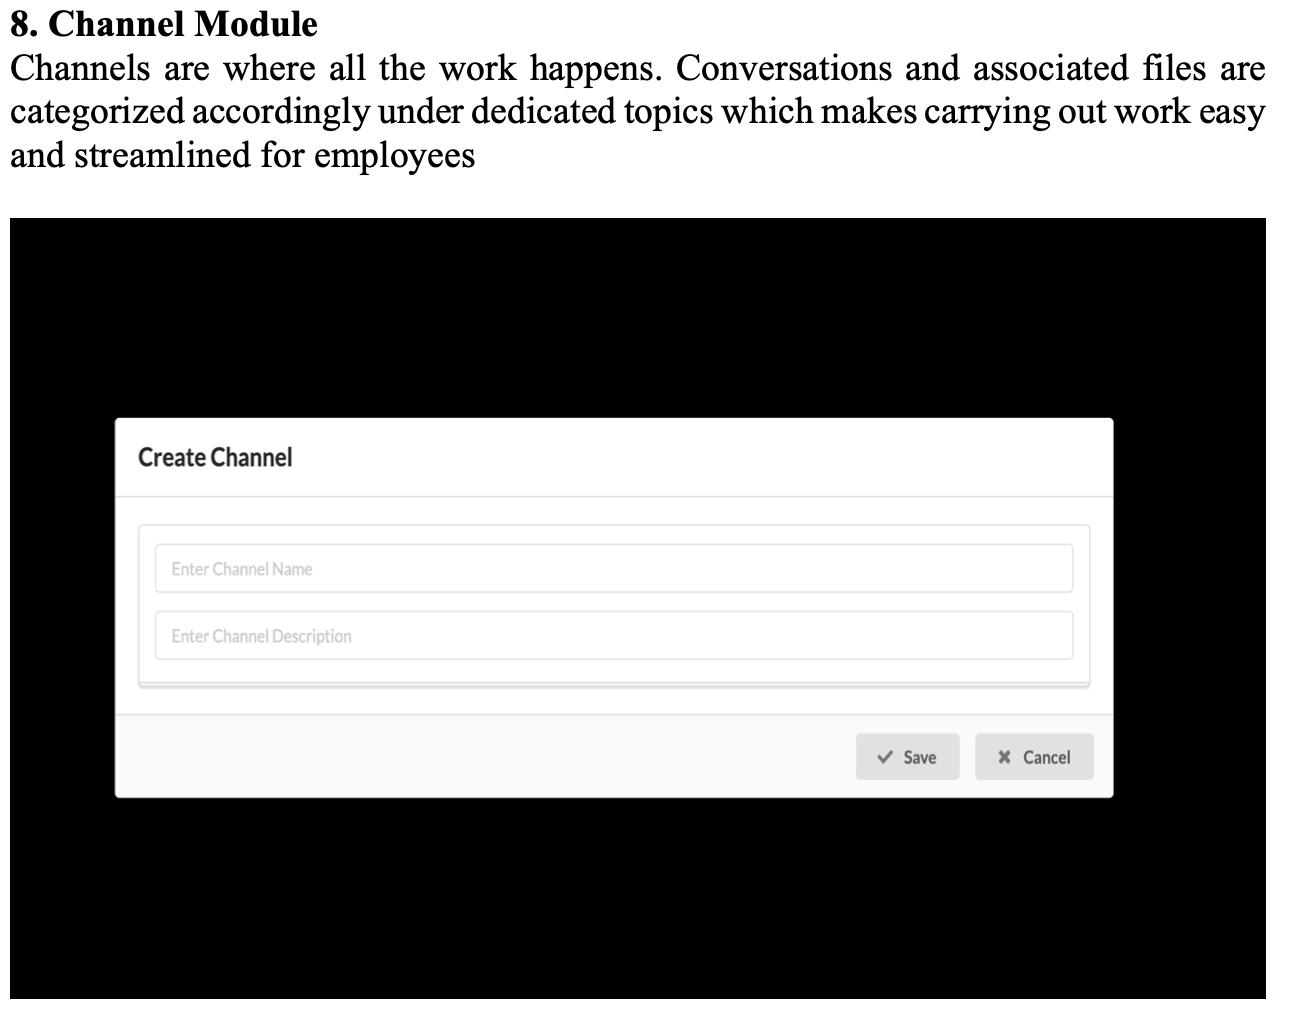 8. Channel Module
Channels are where all the work happens. Conversations and associated files are
categorized accordingly under dedicated topics which makes carrying out work easy
and streamlined for employees
Create Channel
Enter Channel Name
Enter Channel Description
Save
Cancel